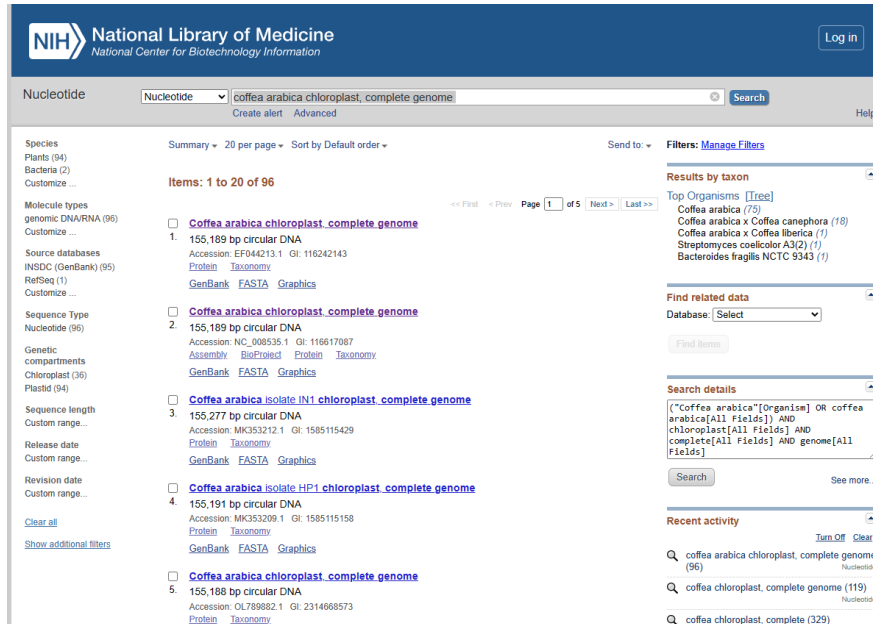 NIH National Library of Medicine
National Center for Biotechnology Information
Log in
Nucleotide
Nucleotide
coffea arabica chloroplast, complete genome
Search
Create alert Advanced
Help
Species
Plants (94)
Bacteria (2)
Customize ...
Molecule types
genomic DNA/RNA (96)
Customize ...
Source databases
INSDC (GenBank) (95)
RefSeq (1)
Customize ...
Sequence Type
Nucleotide (96)
Genetic
compartments
Chloroplast (36)
Plastid (94)
Sequence length
Custom range...
Release date
Custom range...
Revision date
Custom range...
Clear all
Show additional filters
Summary 20 per page Sort by Default order
Send to:
Items: 1 to 20 of 96
<< First < Prev Page 1 of 5 Next > Last >>
Coffea arabica chloroplast, complete genome
1. 155,189 bp circular DNA
Accession: EF044213.1 GI: 116242143
Protein Taxonomy
GenBank FASTA Graphics
Coffea arabica chloroplast, complete genome
2. 155,189 bp circular DNA
Accession: NC_008535.1 GI: 116617087
Assembly BioProject Protein Taxonomy
GenBank FASTA Graphics
Coffea arabica isolate IN1 chloroplast, complete genome
3. 155,277 bp circular DNA
Accession: MK353212.1 GI: 1585115429
Protein Taxonomy
GenBank FASTA Graphics
Coffea arabica isolate HP1 chloroplast, complete genome
4. 155,191 bp circular DNA
Accession: MK353209.1 GI: 1585115158
Protein Taxonomy
GenBank FASTA Graphics
Coffea arabica chloroplast, complete genome
5. 155,188 bp circular DNA
Accession: OL789882.1 GI: 2314668573
Protein Taxonomy
Filters: Manage Filters
Results by taxon
Top Organisms [Tree]
Coffea arabica (75)
Coffea arabica x Coffea canephora (18)
Coffea arabica x Coffea liberica (1)
Streptomyces coelicolor A3(2) (1)
Bacteroides fragilis NCTC 9343 (1)
Find related data
Database: Select
Find items
Search details
("Coffea arabica"[Organism] OR coffea
arabica[All Fields]) AND
chloroplast[All Fields] AND
complete[All Fields] AND genome[All
Fields]
Search
See more...
Recent activity
Turn Off Clear
coffea arabica chloroplast, complete genome
(96)
Nucleotide
coffea chloroplast, complete genome (119)
Nucleotide
coffea chloroplast, complete (329)